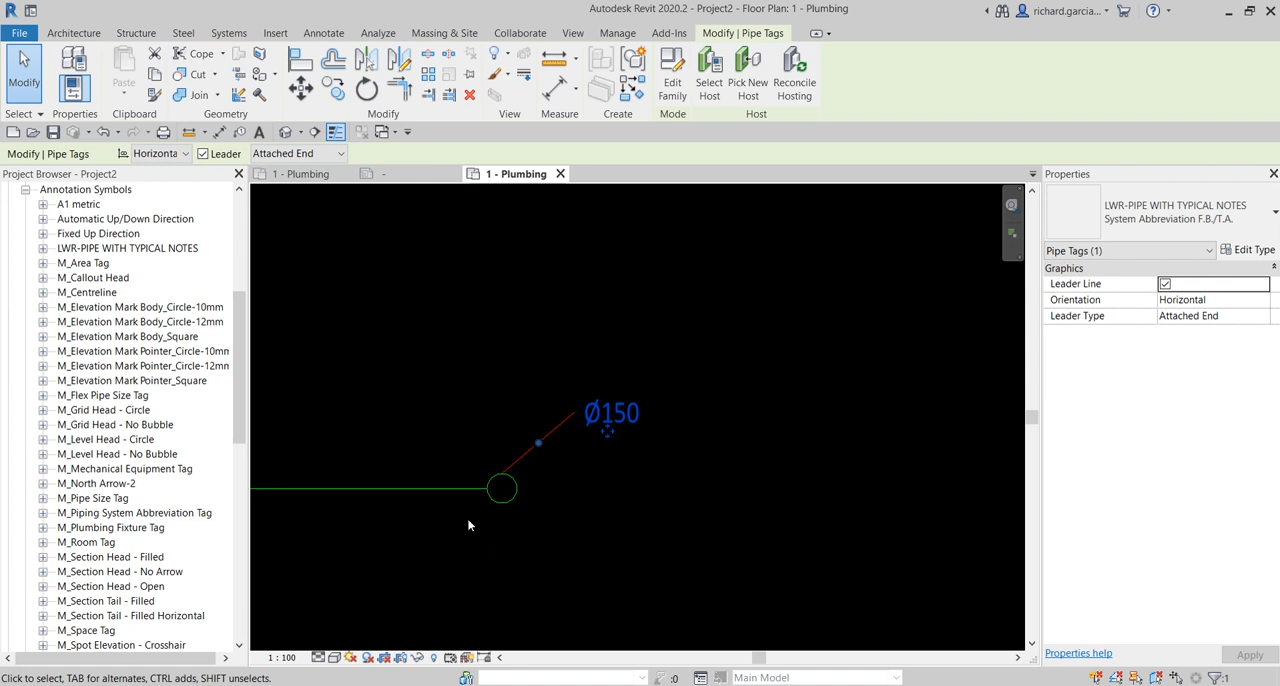 Autodesk Revit 2020.2 - Project2 - Floor Plan: 1 - Plumbing
richard.garcia...
File Architecture Structure Steel Systems Insert Annotate Analyze Massing & Site Collaborate View Manage Add-Ins Modify | Pipe Tags
Modify Paste Cope Cut Join Edit Family Select Host Pick New Host Reconcile Hosting
Select Properties Clipboard Geometry Modify View Measure Create Mode Host
Modify | Pipe Tags Horizonta Leader Attached End
Project Browser - Project2
1 - Plumbing - 1 - Plumbing
Properties
Annotation Symbols
A1 metric
Automatic Up/Down Direction
Fixed Up Direction
LWR-PIPE WITH TYPICAL NOTES
M_Area Tag
M_Callout Head
M_Centreline
M_Elevation Mark Body_Circle-10mm
M_Elevation Mark Body_Circle-12mm
M_Elevation Mark Body_Square
M_Elevation Mark Pointer_Circle-10mm
M_Elevation Mark Pointer_Circle-12mm
M_Elevation Mark Pointer_Square
M_Flex Pipe Size Tag
M_Grid Head - Circle
M_Grid Head - No Bubble
M_Level Head - Circle
M_Level Head - No Bubble
M_Mechanical Equipment Tag
M_North Arrow-2
M_Pipe Size Tag
M_Piping System Abbreviation Tag
M_Plumbing Fixture Tag
M_Room Tag
M_Section Head - Filled
M_Section Head - No Arrow
M_Section Head - Open
M_Section Tail - Filled
M_Section Tail - Filled Horizontal
M_Space Tag
M_Spot Elevation - Crosshair
Ø150
LWR-PIPE WITH TYPICAL NOTES
System Abbreviation F.B./T.A.
Pipe Tags (1) Edit Type
Graphics
Leader Line
Orientation Horizontal
Leader Type Attached End
Properties help Apply
1 : 100
Click to select, TAB for alternates, CTRL adds, SHIFT unselects.
:0 Main Model :1